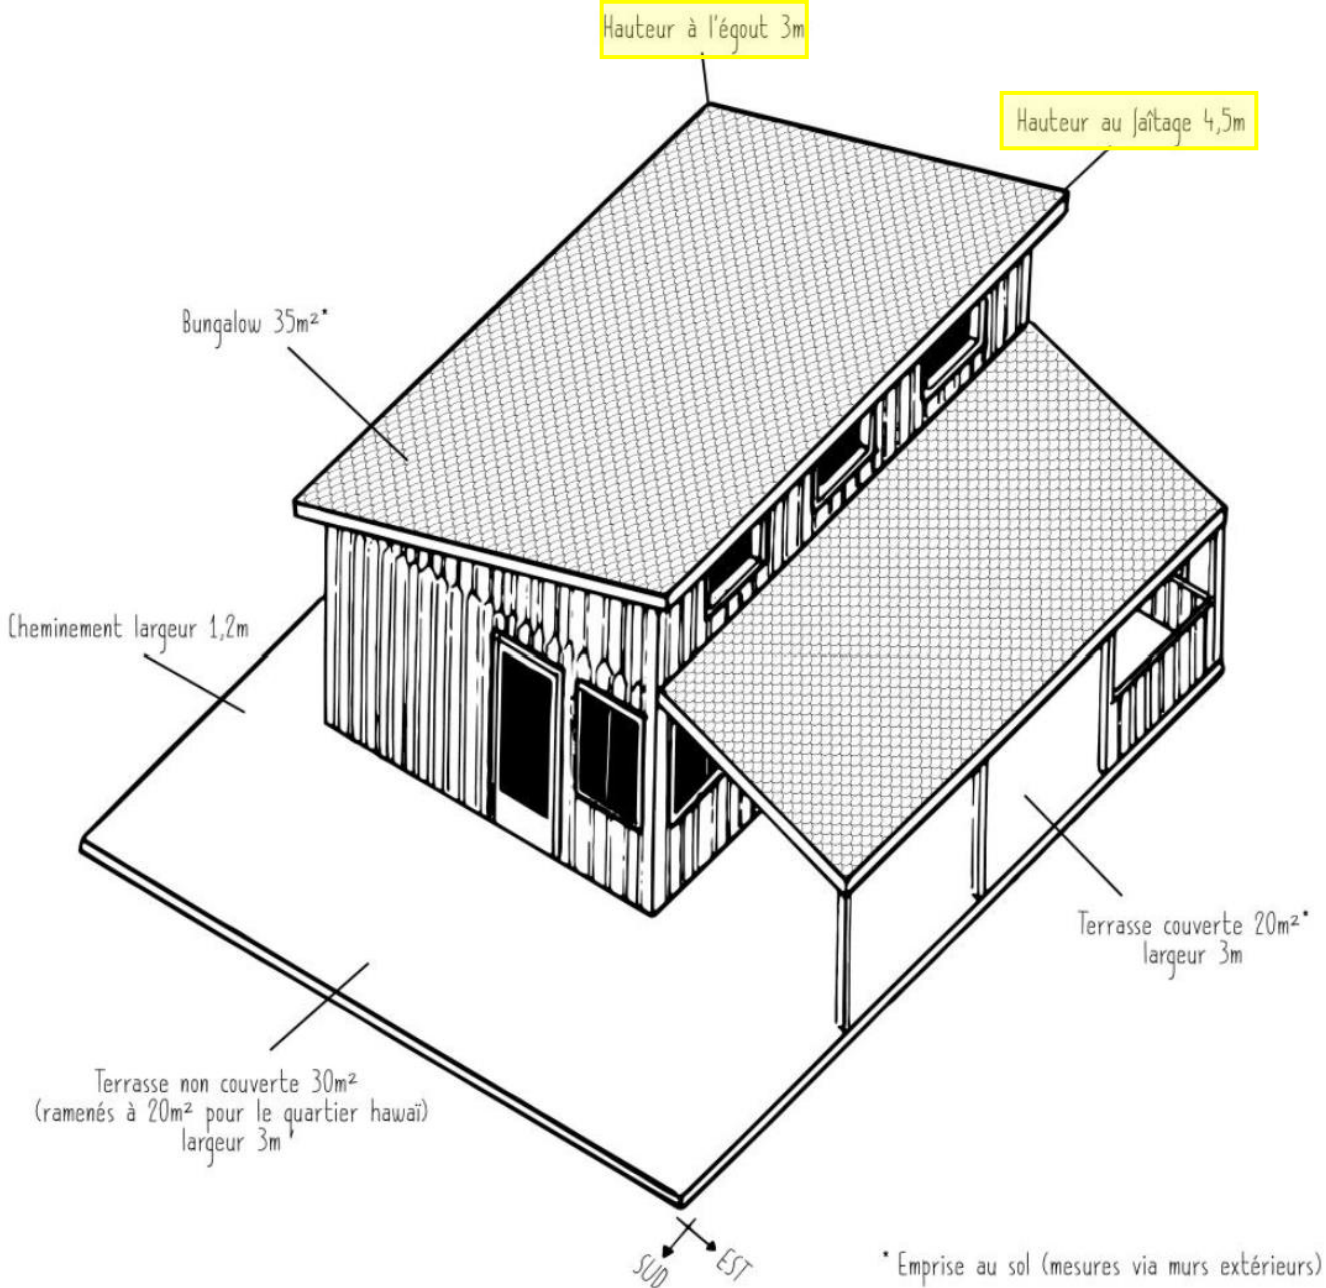 Hauteur à l'égout 3m
Hauteur au faîtage 4,5m
Bungalow 35m²*
Cheminement largeur 1,2m
Terrasse couverte 20m²*
largeur 3m
Terrasse non couverte 30m²
(ramenés à 20m² pour le quartier hawaï)
largeur 3m
SUD
EST
* Emprise au sol (mesures via murs extérieurs)